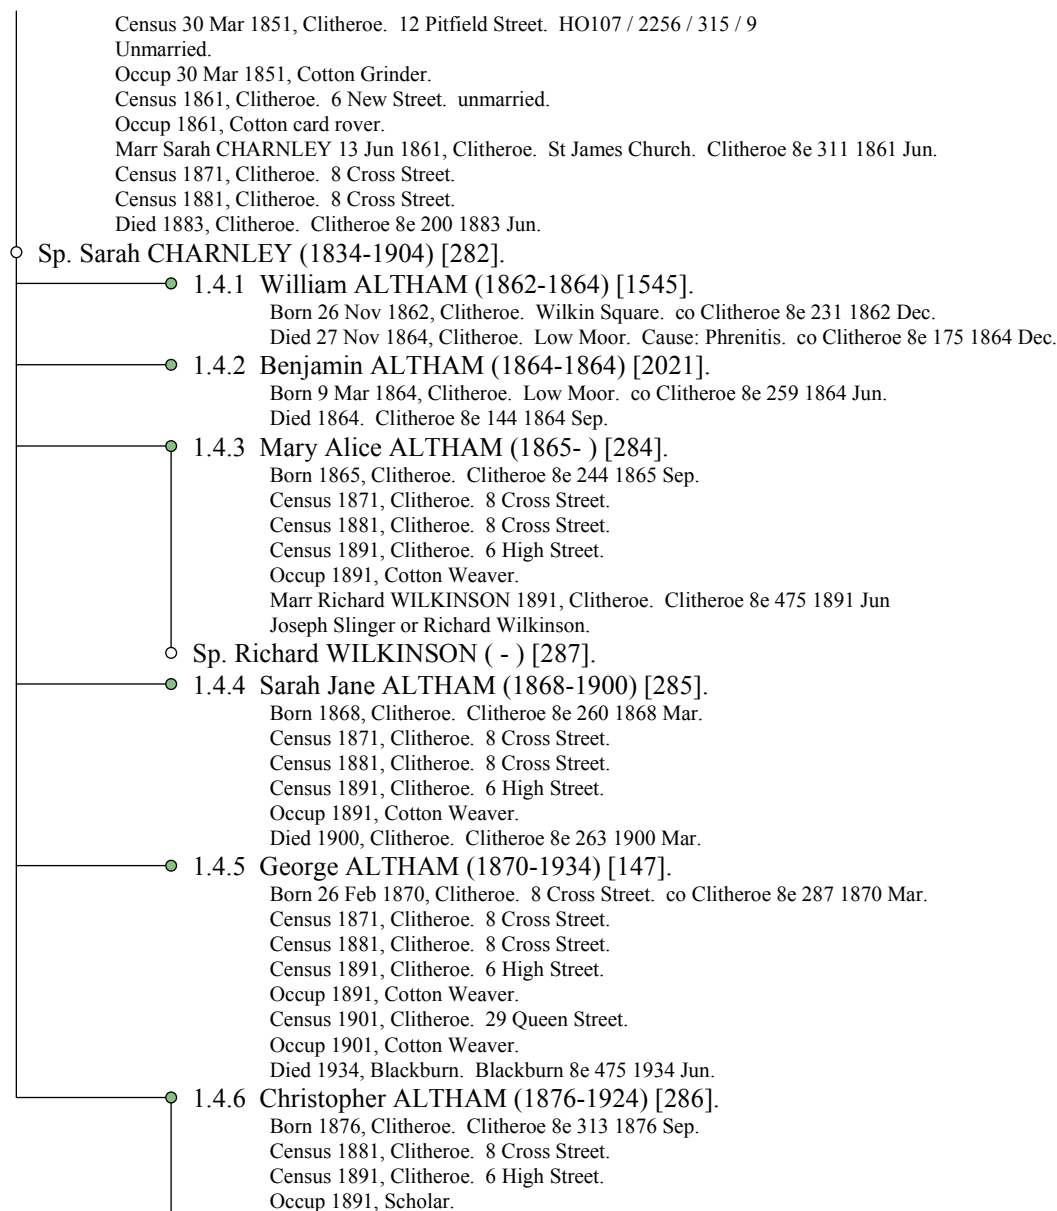 Census 30 Mar 1851, Clitheroe. 12 Pitfield Street. HO107 / 2256 / 315 / 9
Unmarried.
Occup 30 Mar 1851, Cotton Grinder.
Census 1861, Clitheroe. 6 New Street. unmarried.
Occup 1861, Cotton card rover.
Marr Sarah CHARNLEY 13 Jun 1861, Clitheroe. St James Church. Clitheroe 8e 311 1861 Jun.
Census 1871, Clitheroe. 8 Cross Street.
Census 1881, Clitheroe. 8 Cross Street.
Died 1883, Clitheroe. Clitheroe 8e 200 1883 Jun.
Sp. Sarah CHARNLEY (1834-1904) [282].
1.4.1 William ALTHAM (1862-1864) [1545].
Born 26 Nov 1862, Clitheroe. Wilkin Square. co Clitheroe 8e 231 1862 Dec.
Died 27 Nov 1864, Clitheroe. Low Moor. Cause: Phrenitis. co Clitheroe 8e 175 1864 Dec.
1.4.2 Benjamin ALTHAM (1864-1864) [2021].
Born 9 Mar 1864, Clitheroe. Low Moor. co Clitheroe 8e 259 1864 Jun.
Died 1864. Clitheroe 8e 144 1864 Sep.
1.4.3 Mary Alice ALTHAM (1865- ) [284].
Born 1865, Clitheroe. Clitheroe 8e 244 1865 Sep.
Census 1871, Clitheroe. 8 Cross Street.
Census 1881, Clitheroe. 8 Cross Street.
Census 1891, Clitheroe. 6 High Street.
Occup 1891, Cotton Weaver.
Marr Richard WILKINSON 1891, Clitheroe. Clitheroe 8e 475 1891 Jun
Joseph Slinger or Richard Wilkinson.
Sp. Richard WILKINSON ( - ) [287].
1.4.4 Sarah Jane ALTHAM (1868-1900) [285].
Born 1868, Clitheroe. Clitheroe 8e 260 1868 Mar.
Census 1871, Clitheroe. 8 Cross Street.
Census 1881, Clitheroe. 8 Cross Street.
Census 1891, Clitheroe. 6 High Street.
Occup 1891, Cotton Weaver.
Died 1900, Clitheroe. Clitheroe 8e 263 1900 Mar.
1.4.5 George ALTHAM (1870-1934) [147].
Born 26 Feb 1870, Clitheroe. 8 Cross Street. co Clitheroe 8e 287 1870 Mar.
Census 1871, Clitheroe. 8 Cross Street.
Census 1881, Clitheroe. 8 Cross Street.
Census 1891, Clitheroe. 6 High Street.
Occup 1891, Cotton Weaver.
Census 1901, Clitheroe. 29 Queen Street.
Occup 1901, Cotton Weaver.
Died 1934, Blackburn. Blackburn 8e 475 1934 Jun.
1.4.6 Christopher ALTHAM (1876-1924) [286].
Born 1876, Clitheroe. Clitheroe 8e 313 1876 Sep.
Census 1881, Clitheroe. 8 Cross Street.
Census 1891, Clitheroe. 6 High Street.
Occup 1891, Scholar.